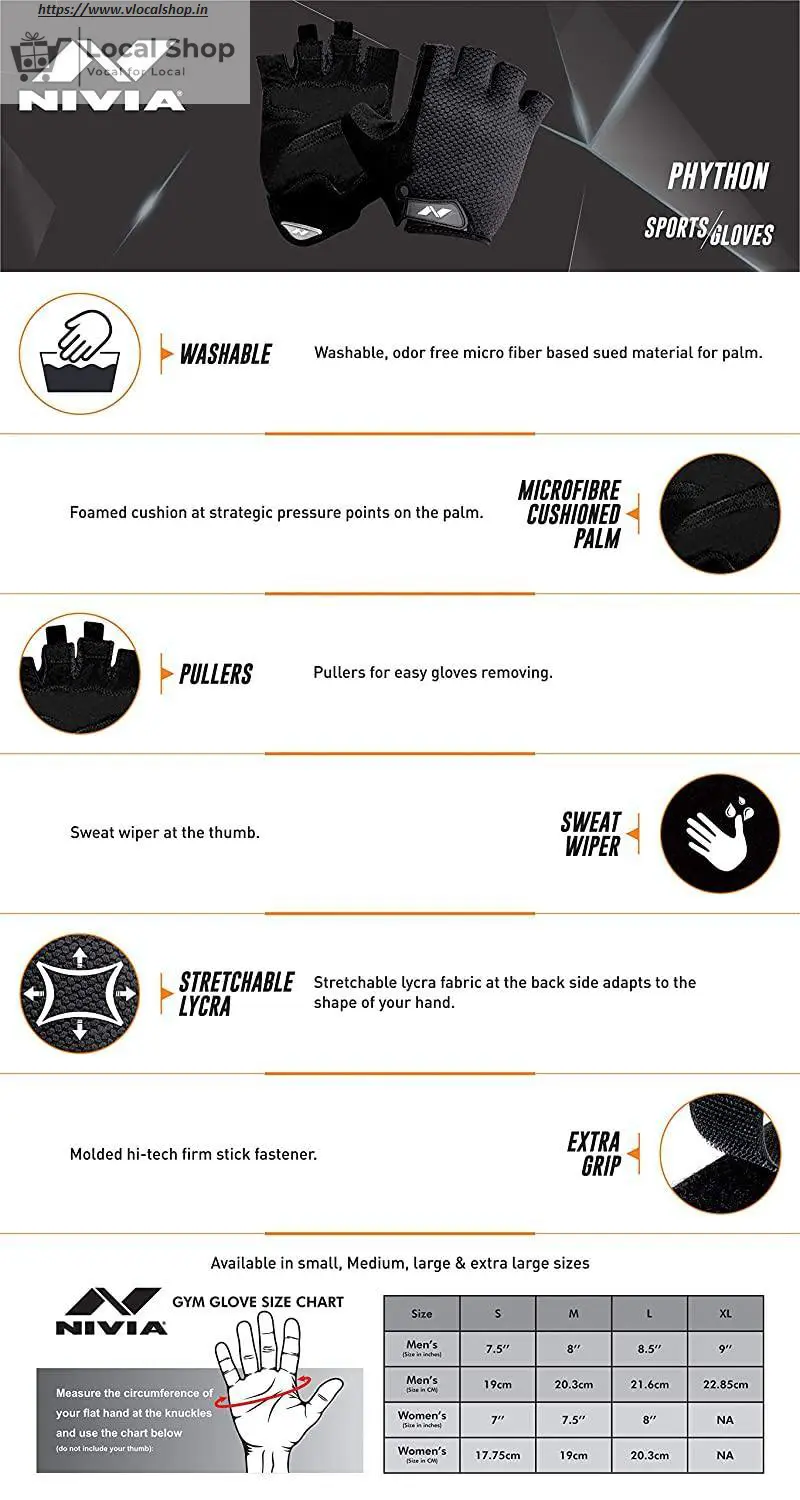 https://www.vlocalshop.in
Local Shop
Vocal for Local
NIVIA®
PHYTHON
SPORTS/GLOVES
WASHABLE
Washable, odor free micro fiber based sued material for palm.
Foamed cushion at strategic pressure points on the palm.
MICROFIBRE
CUSHIONED
PALM
PULLERS
Pullers for easy gloves removing.
Sweat wiper at the thumb.
SWEAT
WIPER
STRETCHABLE
LYCRA
Stretchable lycra fabric at the back side adapts to the
shape of your hand.
Molded hi-tech firm stick fastener.
EXTRA
GRIP
Available in small, Medium, large & extra large sizes
NIVIA®
GYM GLOVE SIZE CHART
Measure the circumference of
your flat hand at the knuckles
and use the chart below
(do not include your thumb):
Size S M L XL
Men's (Size in inches) 7.5’’ 8’’ 8.5’’ 9’’
Men's (Size in CM) 19cm 20.3cm 21.6cm 22.85cm
Women's (Size in inches) 7’’ 7.5’’ 8’’ NA
Women's (Size in CM) 17.75cm 19cm 20.3cm NA